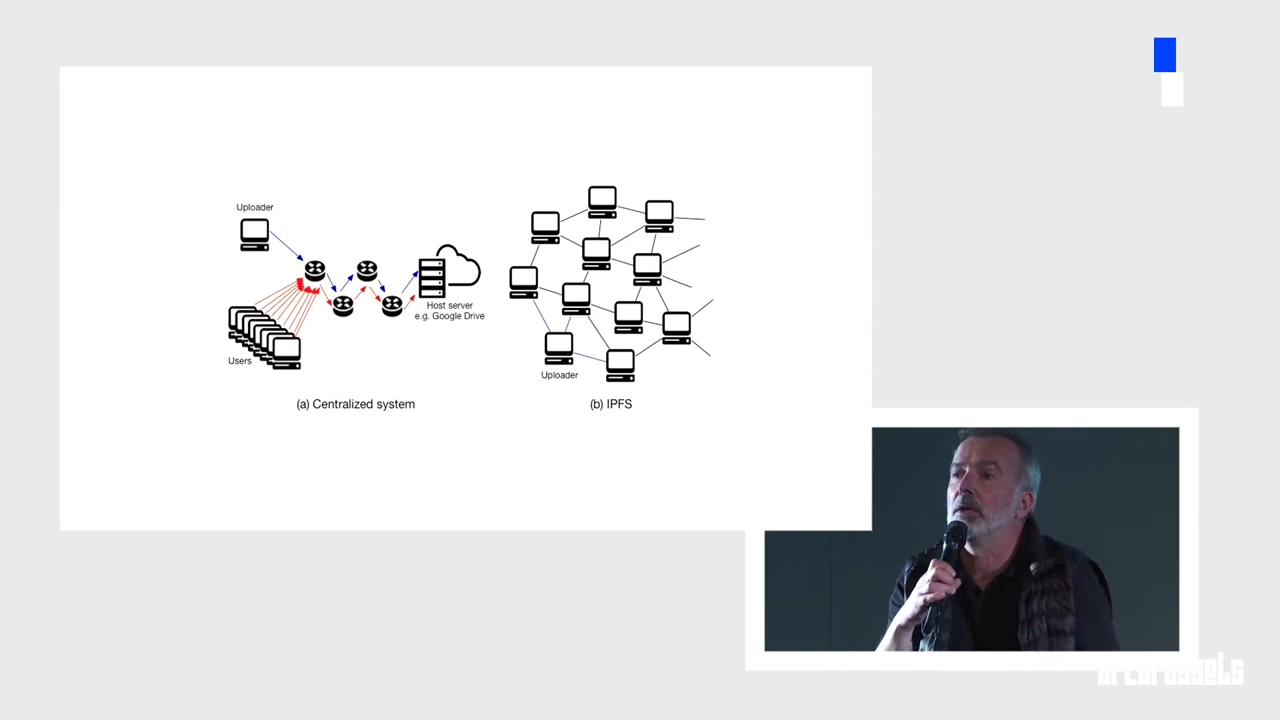 Uploader
Users
Host server
e.g. Google Drive
(a) Centralized system
Uploader
(b) IPFS